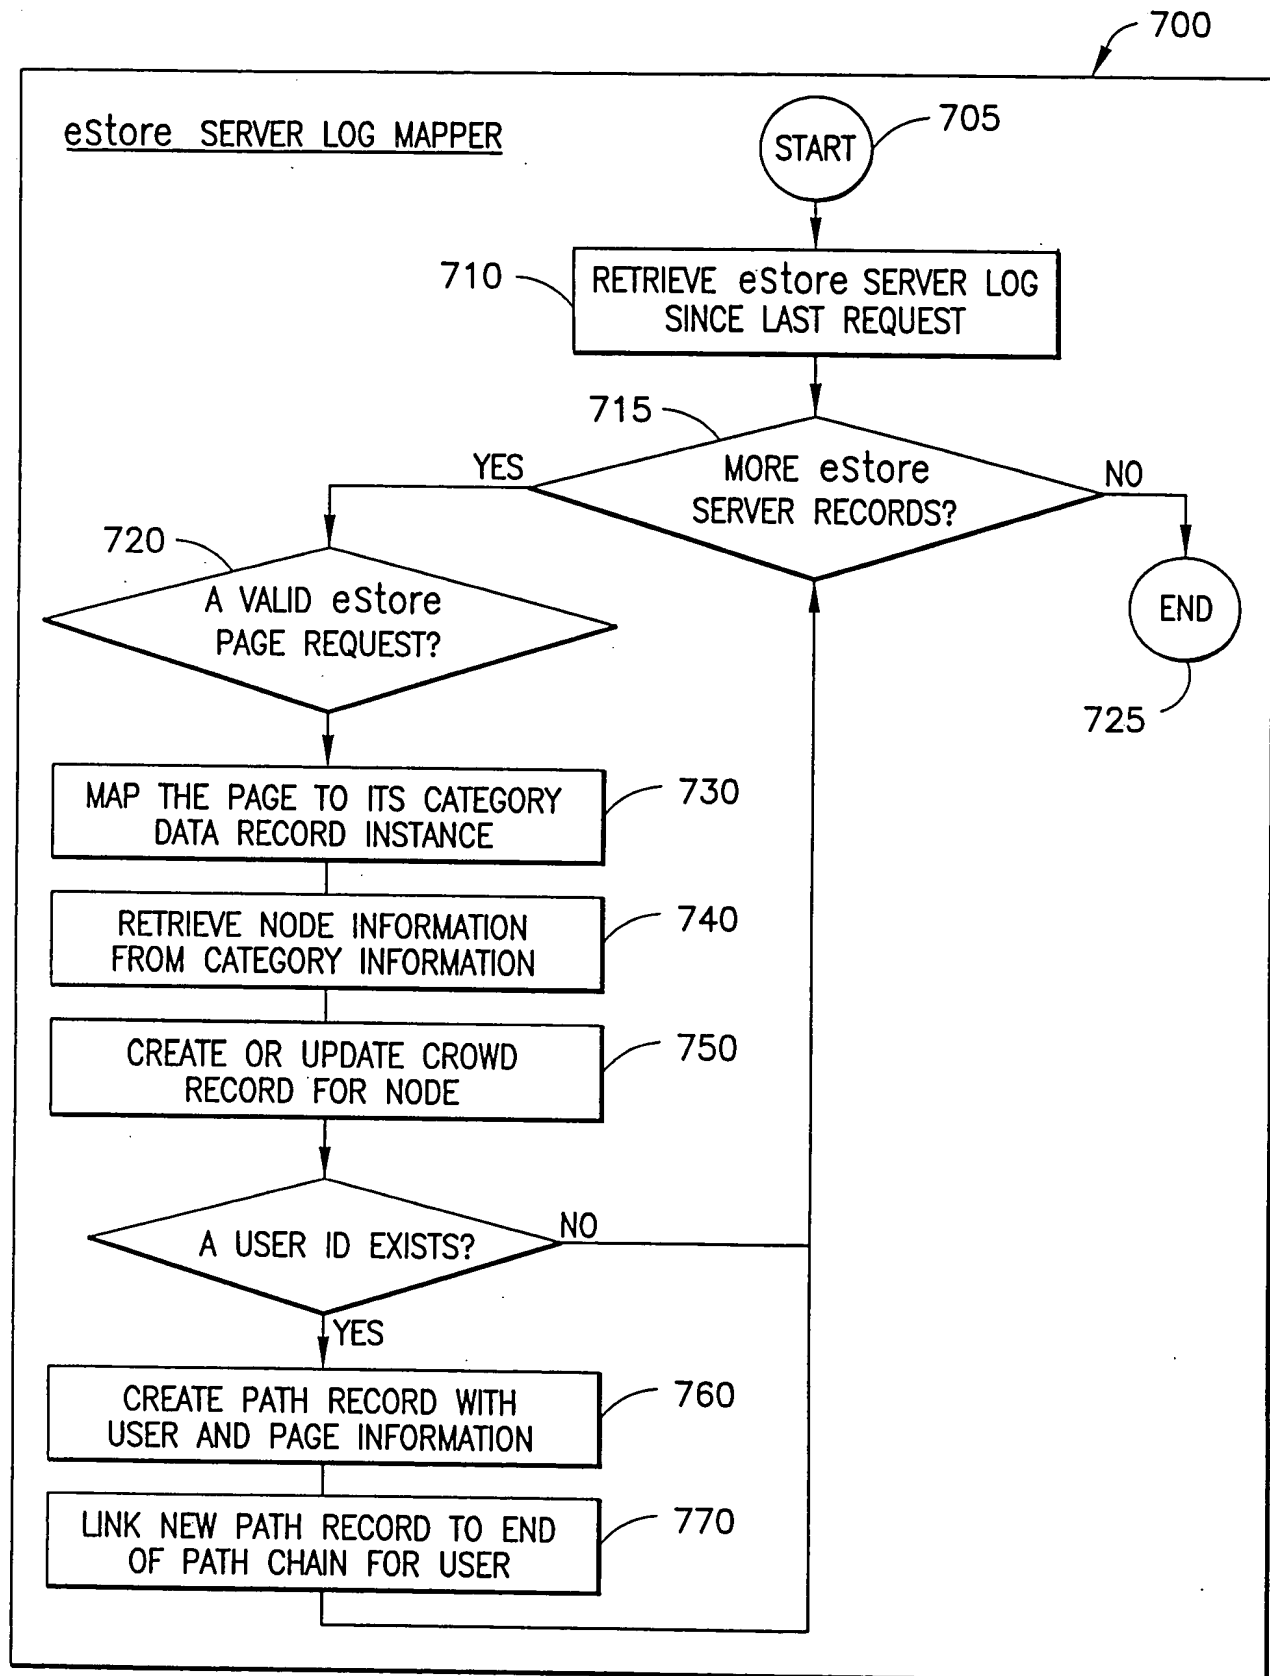 700
eStore SERVER LOG MAPPER
START
705
710
RETRIEVE eStore SERVER LOG
SINCE LAST REQUEST
715
MORE eStore
SERVER RECORDS?
YES
NO
720
A VALID eStore
PAGE REQUEST?
END
725
MAP THE PAGE TO ITS CATEGORY
DATA RECORD INSTANCE
730
RETRIEVE NODE INFORMATION
FROM CATEGORY INFORMATION
740
CREATE OR UPDATE CROWD
RECORD FOR NODE
750
A USER ID EXISTS?
NO
YES
CREATE PATH RECORD WITH
USER AND PAGE INFORMATION
760
LINK NEW PATH RECORD TO END
OF PATH CHAIN FOR USER
770